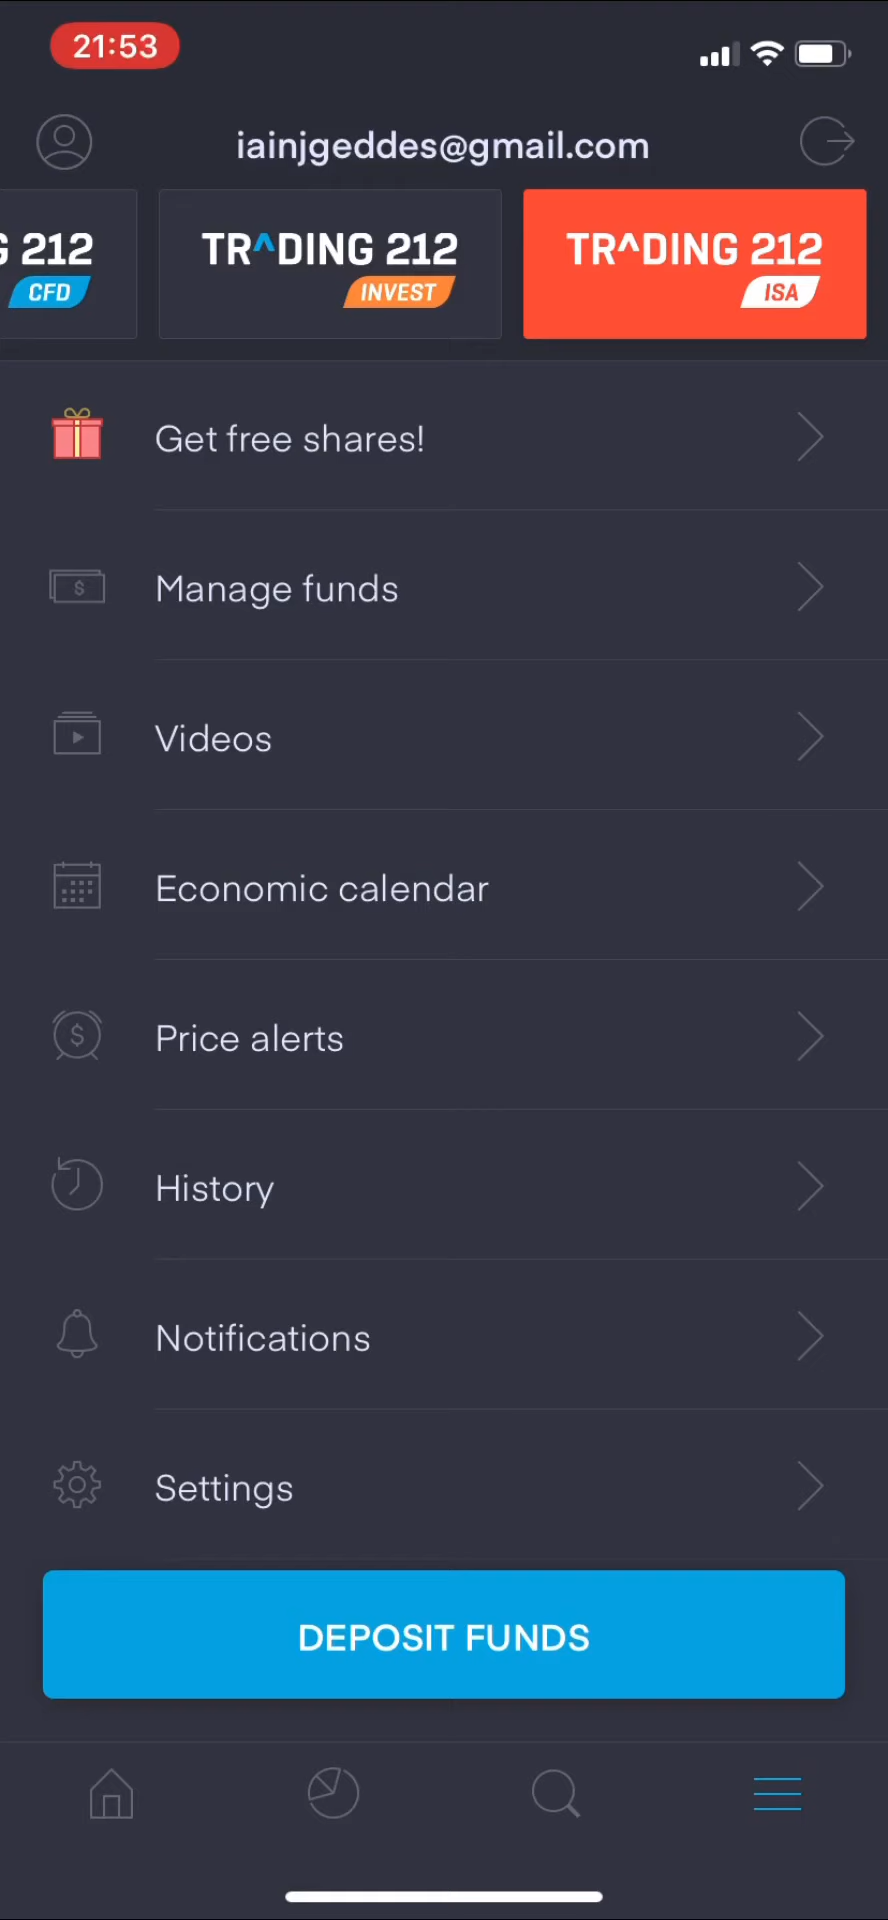 21:53
iainjgeddes@gmail.com
G 212
CFD
TR^DING 212
INVEST
TR^DING 212
ISA
Get free shares!
$
Manage funds
Videos
Economic calendar
$
Price alerts
History
Notifications
Settings
DEPOSIT FUNDS